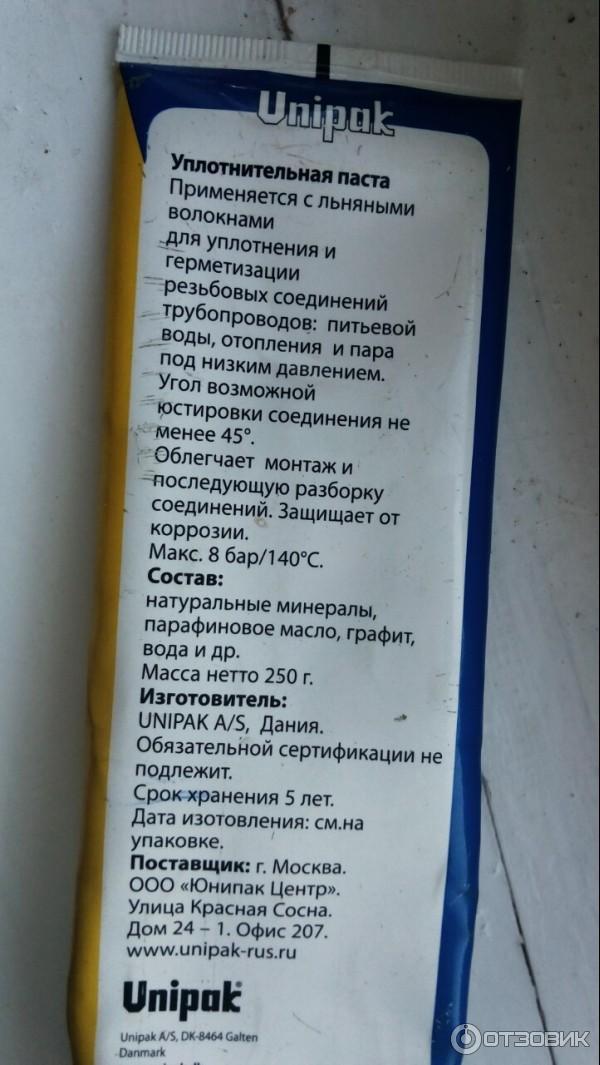 Unipak
Уплотнительная паста
Применяется с льняными
волокнами
для уплотнения и
герметизации
резьбовых соединений
трубопроводов: питьевой
воды, отопления и пара
под низким давлением.
Угол возможной
юстировки соединения не
менее 45°.
Облегчает монтаж и
последующую разборку
соединений. Защищает от
коррозии.
Макс. 8 бар/140°C.
Состав:
натуральные минералы,
парафиновое масло, графит,
вода и др.
Масса нетто 250 г.
Изготовитель:
UNIPAK A/S, Дания.
Обязательной сертификации не
подлежит.
Срок хранения 5 лет.
Дата изотовления: см.на
упаковке.
Поставщик: г. Москва.
ООО «Юнипак Центр».
Улица Красная Сосна.
Дом 24 – 1. Офис 207.
www.unipak-rus.ru
Unipak®
Unipak A/S, DK-8464 Galten
Danmark
ОТЗОВИК